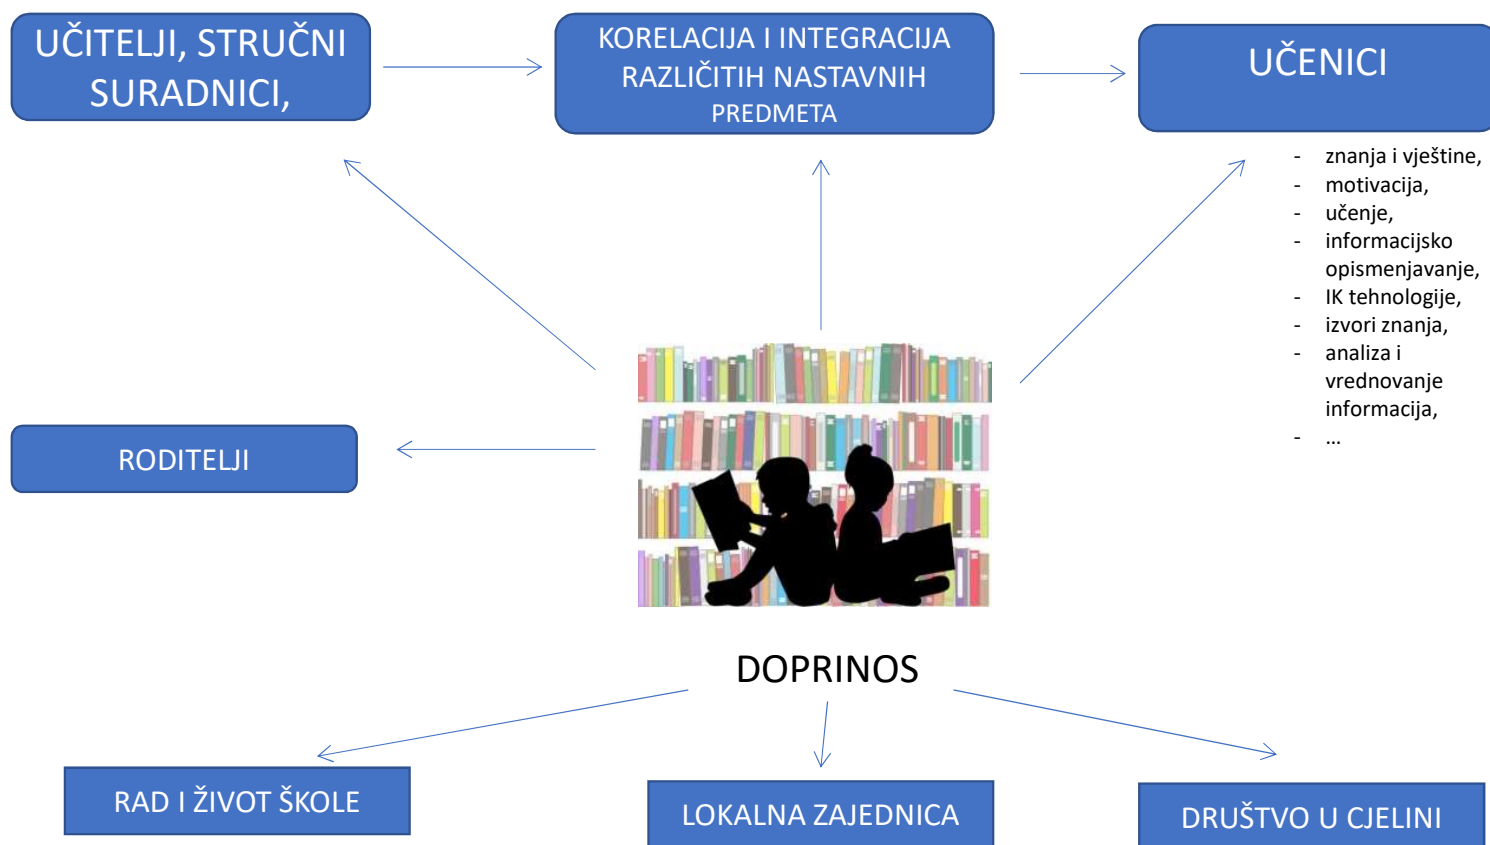 UČITELJI, STRUČNI
SURADNICI,
KORELACIJA I INTEGRACIJA
RAZLIČITIH NASTAVNIH
PREDMETA
UČENICI
- znanja i vještine,
- motivacija,
- učenje,
- informacijsko
opismenjavanje,
- IK tehnologije,
- izvori znanja,
- analiza i
vrednovanje
informacija,
- ...
RODITELJI
DOPRINOS
RAD I ŽIVOT ŠKOLE
LOKALNA ZAJEDNICA
DRUŠTVO U CJELINI